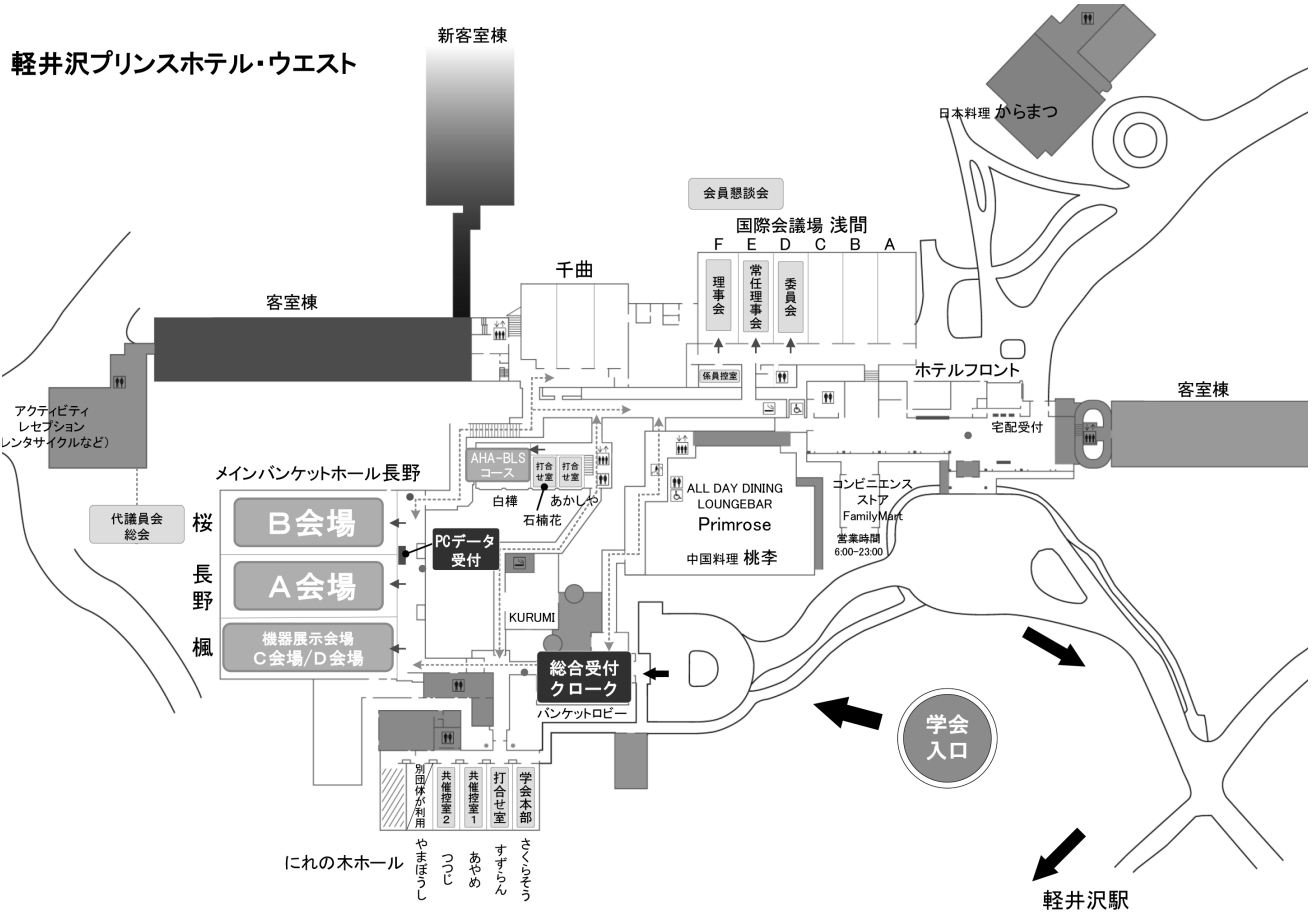 軽井沢プリンスホテル・ウエスト
新客室棟
日本料理 からまつ
会員懇談会
国際会議場 浅間
F E D C B A
理事会
常任理事会
委員会
千曲
客室棟
係員控室
ホテルフロント
客室棟
宅配受付
アクティビティ
レセプション
レンタサイクルなど）
メインバンケットホール長野
AHA-BLS
コース
打合せ室
打合せ室
白樺
石楠花
あかしや
ALL DAY DINING
LOUNGEBAR
Primrose
中国料理 桃李
コンビニエンス
ストア
FamilyMart
営業時間
6:00-23:00
代議員会
総会
桜
B会場
PCデータ
受付
長野
A会場
KURUMI
楓
機器展示会場
C会場/D会場
総合受付
クローク
バンケットロビー
学会
入口
別団体が利用
共催控室2
共催控室1
打合せ室
学会本部
にれの木ホール
やまぼうし
つつじ
あやめ
すずらん
さくらそう
軽井沢駅